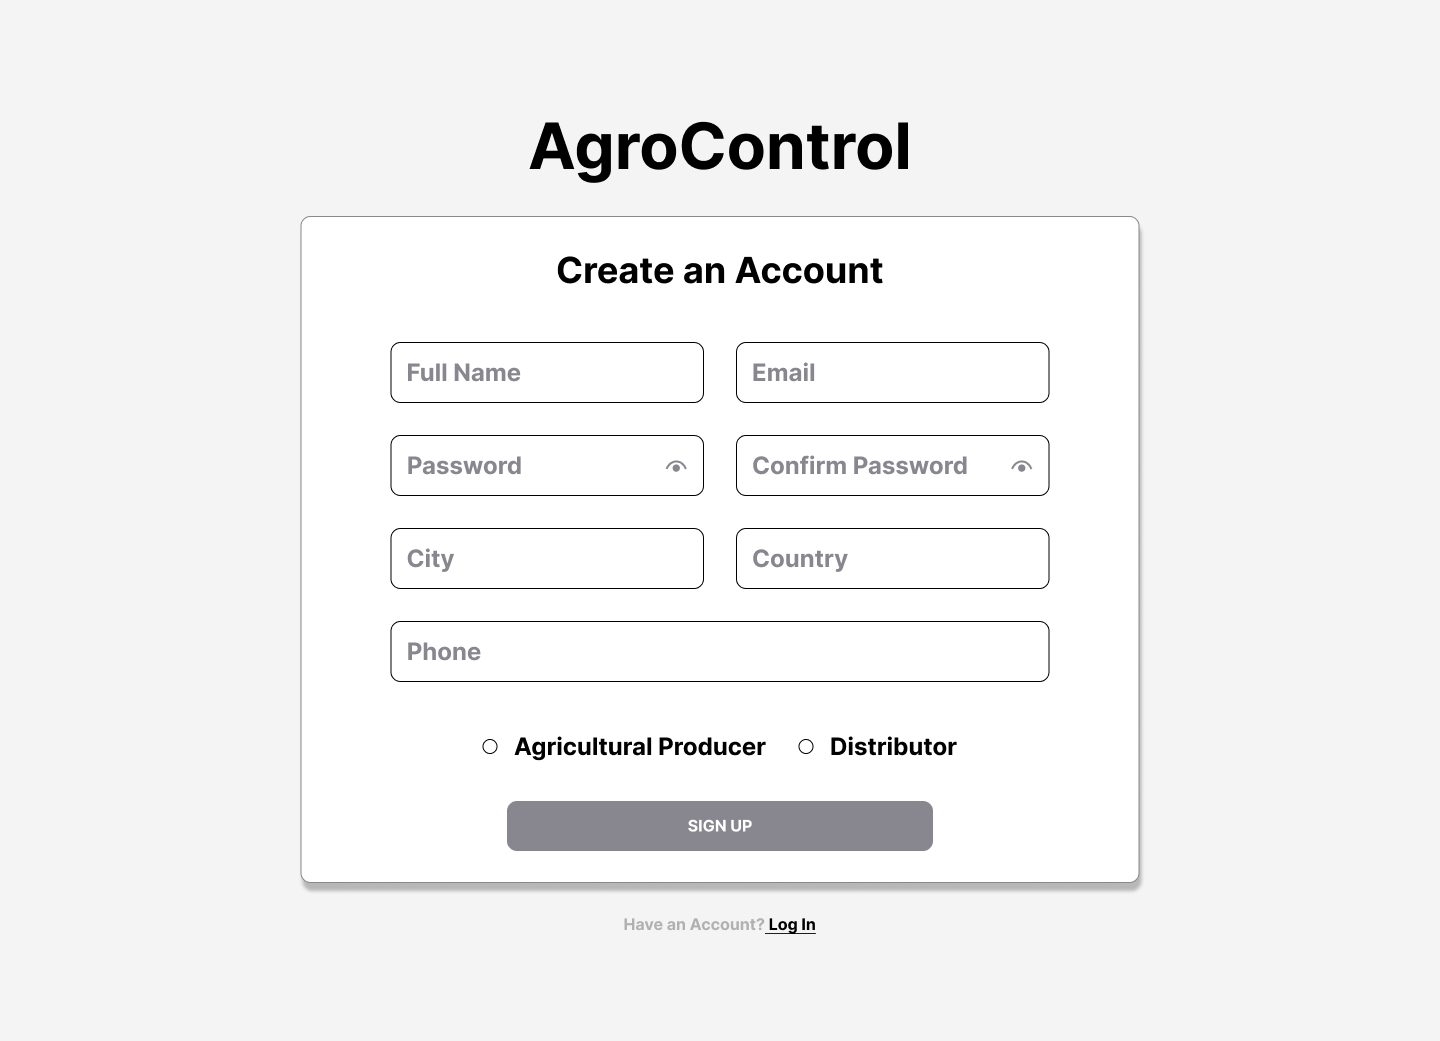 AgroControl
Create an Account
Full Name
Email
Password
Confirm Password
City
Country
Phone
Agricultural Producer
Distributor
SIGN UP
Have an Account? Log In